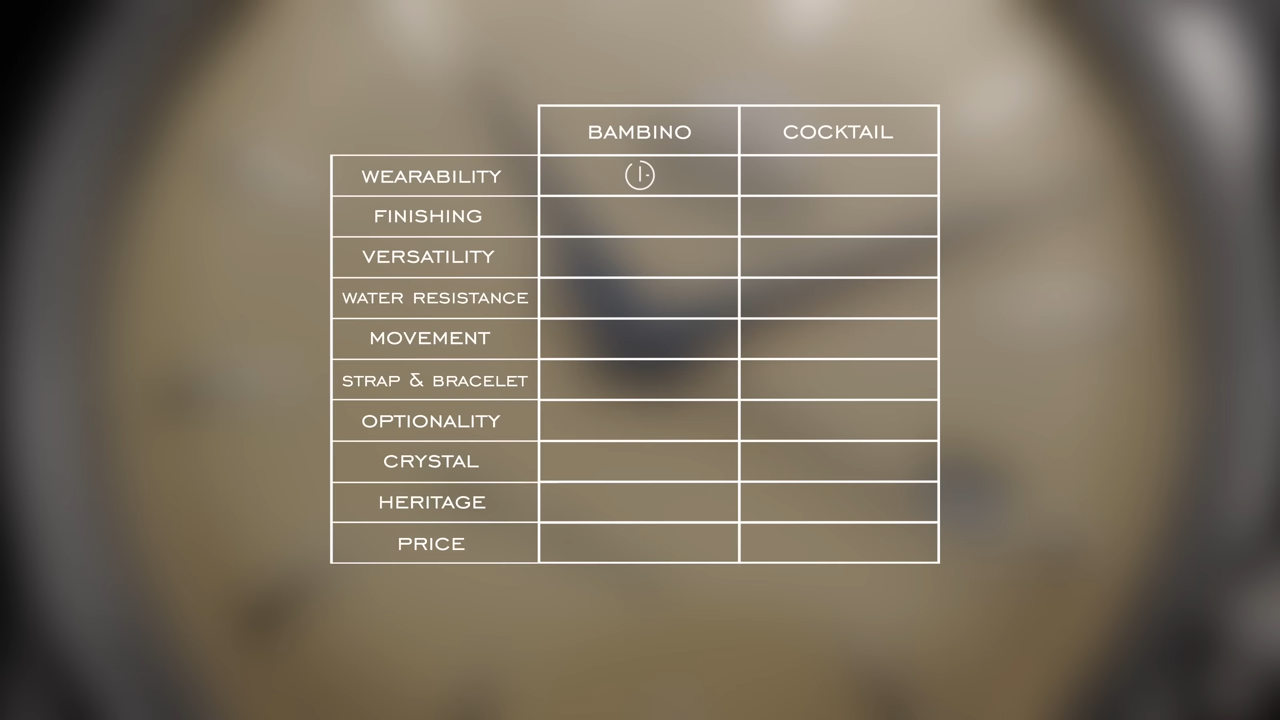 BAMBINO COCKTAIL
WEARABILITY
FINISHING
VERSATILITY
WATER RESISTANCE
MOVEMENT
STRAP & BRACELET
OPTIONALITY
CRYSTAL
HERITAGE
PRICE